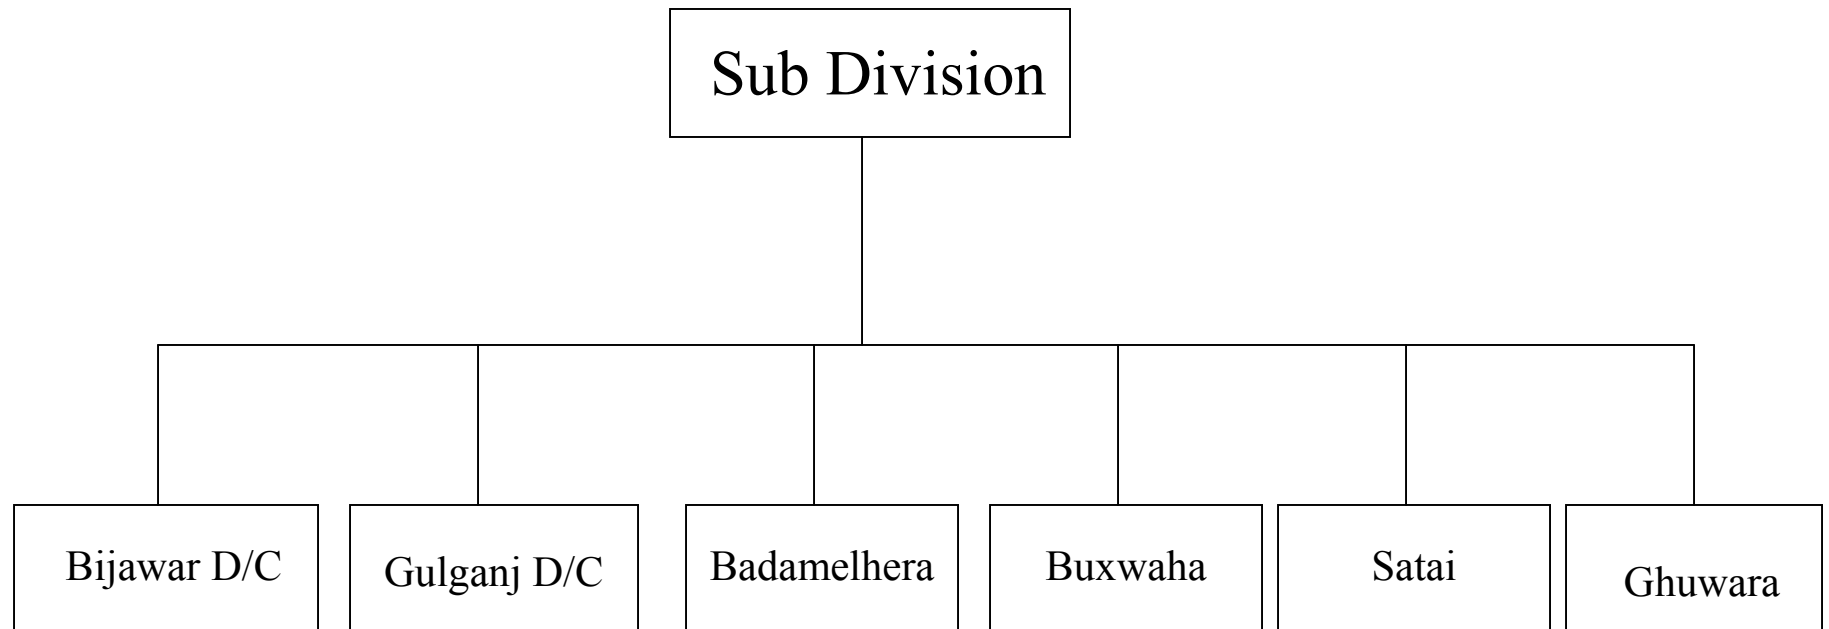 Sub Division
Bijawar D/C
Gulganj D/C
Badamelhera
Buxwaha
Satai
Ghuwara